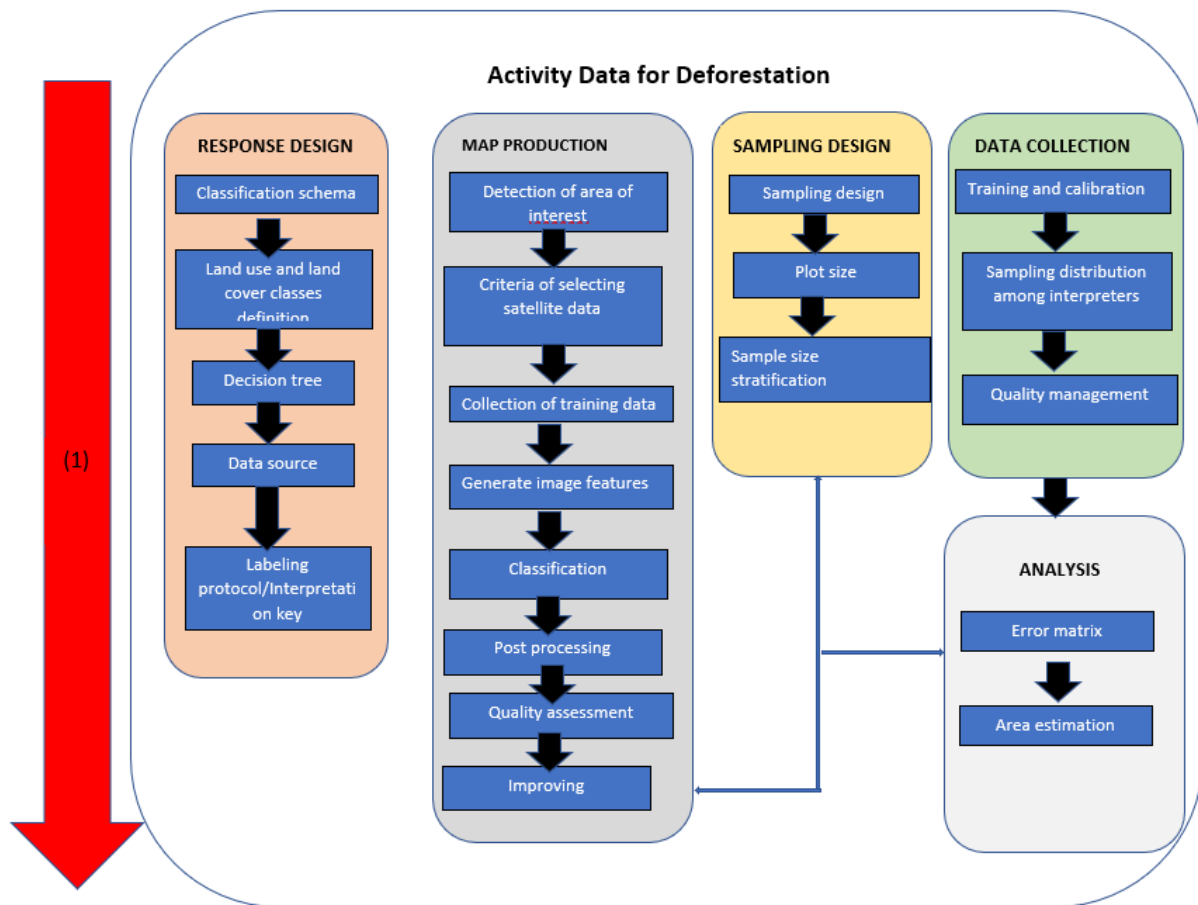 Activity Data for Deforestation
(1)
RESPONSE DESIGN
Classification schema
Land use and land
cover classes
definition
Decision tree
Data source
Labeling
protocol/Interpretati
on key
MAP PRODUCTION
Detection of area of
interest
Criteria of selecting
satellite data
Collection of training data
Generate image features
Classification
Post processing
Quality assessment
Improving
SAMPLING DESIGN
Sampling design
Plot size
Sample size
stratification
DATA COLLECTION
Training and calibration
Sampling distribution
among interpreters
Quality management
ANALYSIS
Error matrix
Area estimation